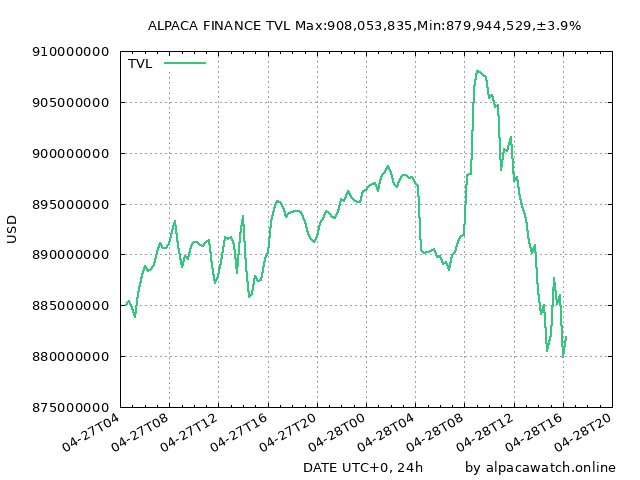 ALPACA FINANCE TVL Max:908,053,835,Min:879,944,529,±3.9%
TVL
910000000
905000000
900000000
895000000
890000000
885000000
880000000
875000000
USD
04-27T04
04-27T08
04-27T12
04-27T16
04-27T20
04-28T00
04-28T04
04-28T08
04-28T12
04-28T16
04-28T20
DATE UTC+0, 24h
by alpacawatch.online